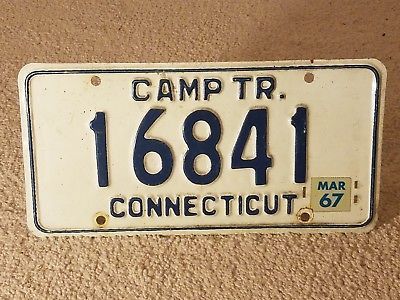 CAMP TR.
16841
MAR
67
CONNECTICUT